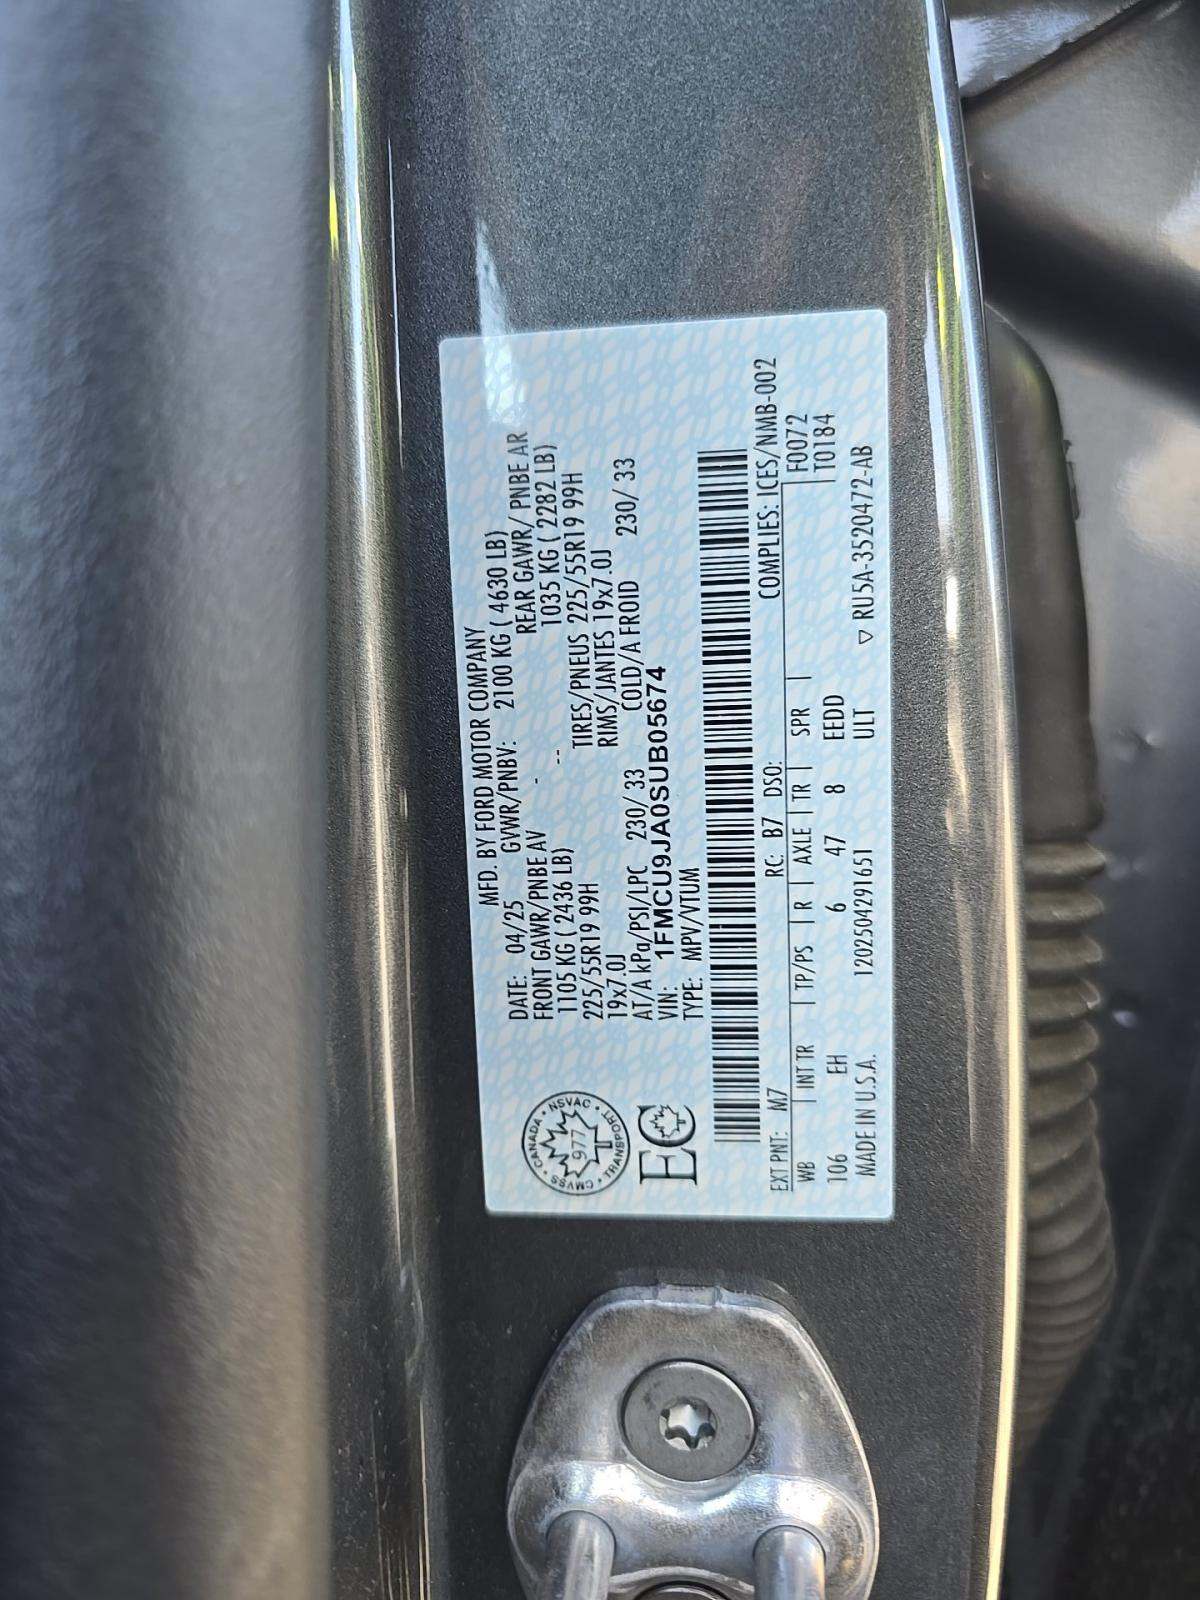 MFD. BY FORD MOTOR COMPANY
DATE: 04/25 GVWR/PNBV: 2100 KG ( 4630 LB)
FRONT GAWR/PNBE AV - REAR GAWR/ PNBE AR
1105 KG ( 2436 LB) -- 1035 KG ( 2282 LB)
225/55R19 99H TIRES/PNEUS 225/55R19 99H
19x7.0J RIMS/JANTES 19x7.0J
AT/A kPa/PSI/LPC 230/ 33 COLD/A FROID 230/ 33
VIN: 1FMCU9JA0SUB05674
TYPE: MPV/VTUM
CANADA • NSVAC • TRANSPORT • CMVSS •
977
EC
COMPLIES: ICES/NMB-002
EXT PNT: M7 RC: B7 DSO:
F0072
WB | INT TR | TP/PS | R | AXLE | TR | SPR |
T0184
106 EH 6 47 8 EEDD
MADE IN U.S.A. 1202504291651 ULT ▽ RU5A-3520472-AB